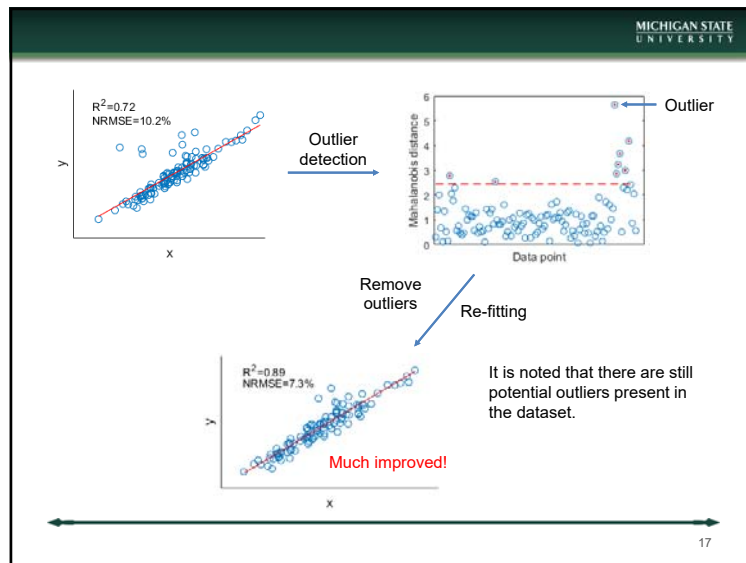 MICHIGAN STATE
UNIVERSITY
R²=0.72
NRMSE=10.2%
y
x
Outlier
detection
6
5
4
3
2
1
0
Mahalanobis distance
Data point
Outlier
Remove
outliers
Re-fitting
R²=0.89
NRMSE=7.3%
y
x
Much improved!
It is noted that there are still
potential outliers present in
the dataset.
17